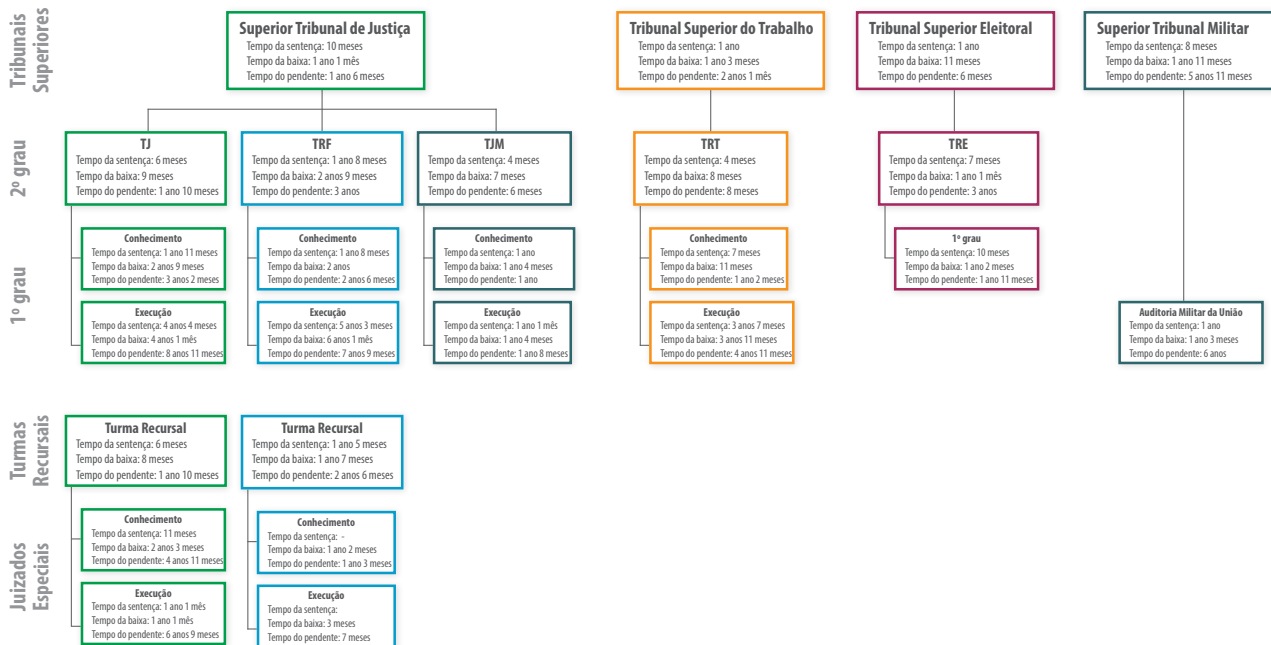 Tribunais
Superiores
Superior Tribunal de Justiça
Tempo da sentença: 10 meses
Tempo da baixa: 1 ano 1 mês
Tempo do pendente: 1 ano 6 meses
Tribunal Superior do Trabalho
Tempo da sentença: 1 ano
Tempo da baixa: 1 ano 3 meses
Tempo do pendente: 2 anos 1 mês
Tribunal Superior Eleitoral
Tempo da sentença: 1 ano
Tempo da baixa: 11 meses
Tempo do pendente: 6 meses
Superior Tribunal Militar
Tempo da sentença: 8 meses
Tempo da baixa: 1 ano 11 meses
Tempo do pendente: 5 anos 11 meses
2º grau
TJ
Tempo da sentença: 6 meses
Tempo da baixa: 9 meses
Tempo do pendente: 1 ano 10 meses
TRF
Tempo da sentença: 1 ano 8 meses
Tempo da baixa: 2 anos 9 meses
Tempo do pendente: 3 anos
TJM
Tempo da sentença: 4 meses
Tempo da baixa: 7 meses
Tempo do pendente: 6 meses
TRT
Tempo da sentença: 4 meses
Tempo da baixa: 8 meses
Tempo do pendente: 8 meses
TRE
Tempo da sentença: 7 meses
Tempo da baixa: 1 ano 1 mês
Tempo do pendente: 3 anos
1º grau
Conhecimento
Tempo da sentença: 1 ano 11 meses
Tempo da baixa: 2 anos 9 meses
Tempo do pendente: 3 anos 2 meses
Conhecimento
Tempo da sentença: 1 ano 8 meses
Tempo da baixa: 2 anos
Tempo do pendente: 2 anos 6 meses
Conhecimento
Tempo da sentença: 1 ano
Tempo da baixa: 1 ano 4 meses
Tempo do pendente: 1 ano
Conhecimento
Tempo da sentença: 7 meses
Tempo da baixa: 11 meses
Tempo do pendente: 1 ano 2 meses
1º grau
Tempo da sentença: 10 meses
Tempo da baixa: 1 ano 2 meses
Tempo do pendente: 1 ano 11 meses
Execução
Tempo da sentença: 4 anos 4 meses
Tempo da baixa: 4 anos 1 mês
Tempo do pendente: 8 anos 11 meses
Execução
Tempo da sentença: 5 anos 3 meses
Tempo da baixa: 6 anos 1 mês
Tempo do pendente: 7 anos 9 meses
Execução
Tempo da sentença: 1 ano 1 mês
Tempo da baixa: 1 ano 4 meses
Tempo do pendente: 1 ano 8 meses
Execução
Tempo da sentença: 3 anos 7 meses
Tempo da baixa: 3 anos 11 meses
Tempo do pendente: 4 anos 11 meses
Auditoria Militar da União
Tempo da sentença: 1 ano
Tempo da baixa: 1 ano 3 meses
Tempo do pendente: 6 anos
Turmas
Recursais
Turma Recursal
Tempo da sentença: 6 meses
Tempo da baixa: 8 meses
Tempo do pendente: 1 ano 10 meses
Turma Recursal
Tempo da sentença: 1 ano 5 meses
Tempo da baixa: 1 ano 7 meses
Tempo do pendente: 2 anos 6 meses
Juizados
Especiais
Conhecimento
Tempo da sentença: 11 meses
Tempo da baixa: 2 anos 3 meses
Tempo do pendente: 4 anos 11 meses
Conhecimento
Tempo da sentença: -
Tempo da baixa: 1 ano 2 meses
Tempo do pendente: 1 ano 3 meses
Execução
Tempo da sentença: 1 ano 1 mês
Tempo da baixa: 1 ano 1 mês
Tempo do pendente: 6 anos 9 meses
Execução
Tempo da sentença:
Tempo da baixa: 3 meses
Tempo do pendente: 7 meses